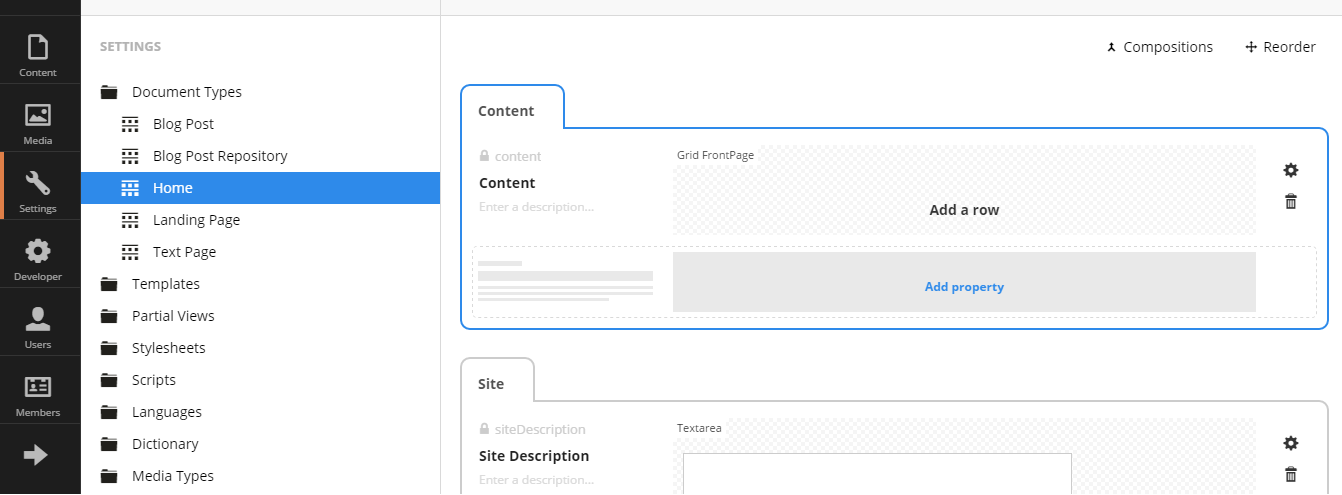 Content
Media
Settings
Developer
Users
Members
SETTINGS
Document Types
Blog Post
Blog Post Repository
Home
Landing Page
Text Page
Templates
Partial Views
Stylesheets
Scripts
Languages
Dictionary
Media Types
Compositions Reorder
Content
content
Content
Enter a description...
Grid FrontPage
Add a row
Add property
Site
siteDescription
Site Description
Enter a description...
Textarea